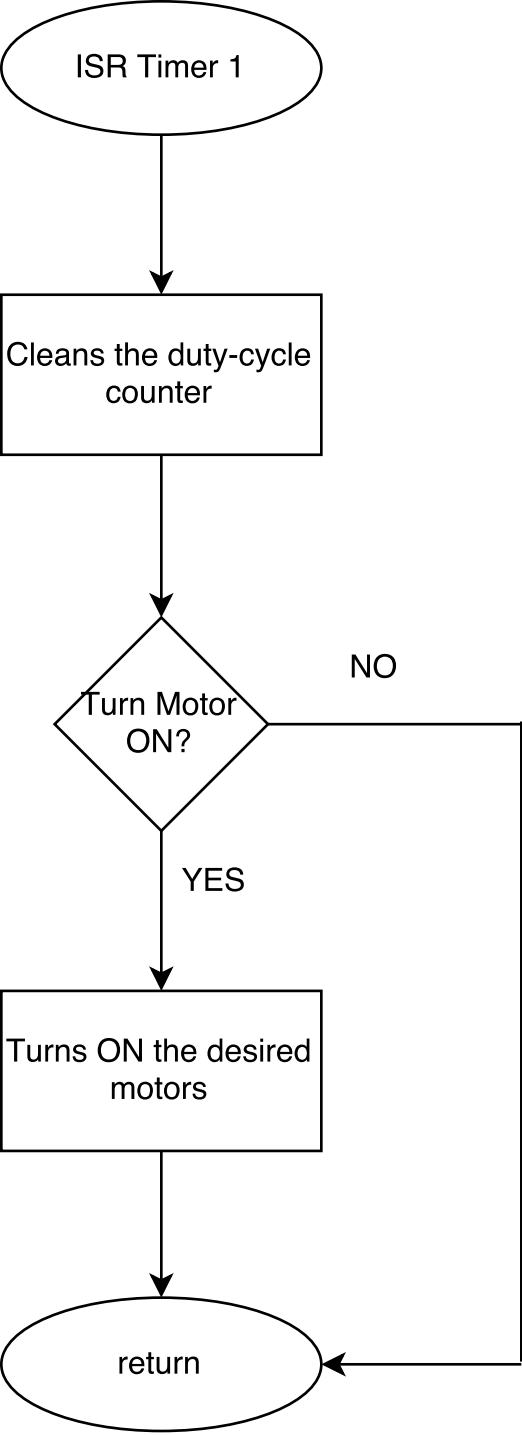 ISR Timer 1
Cleans the duty-cycle
counter
NO
Turn Motor
ON?
YES
Turns ON the desired
motors
return